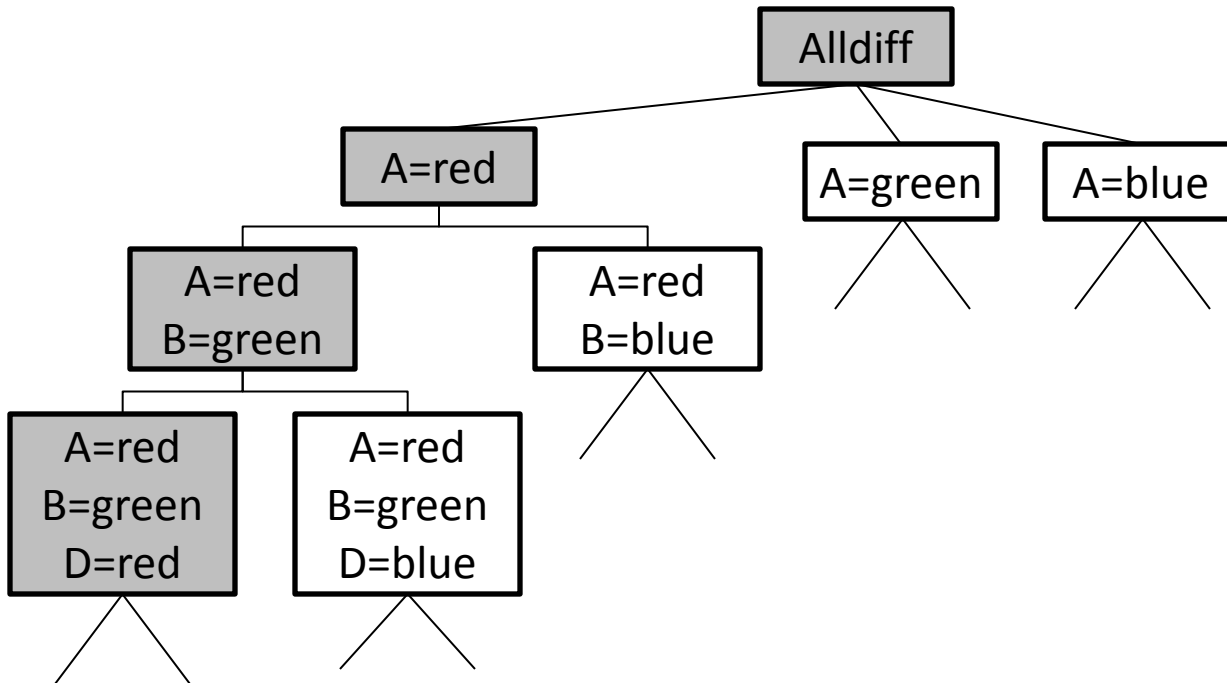 Alldiff
A=red
A=green
A=blue
A=red
B=green
A=red
B=blue
A=red
B=green
D=red
A=red
B=green
D=blue